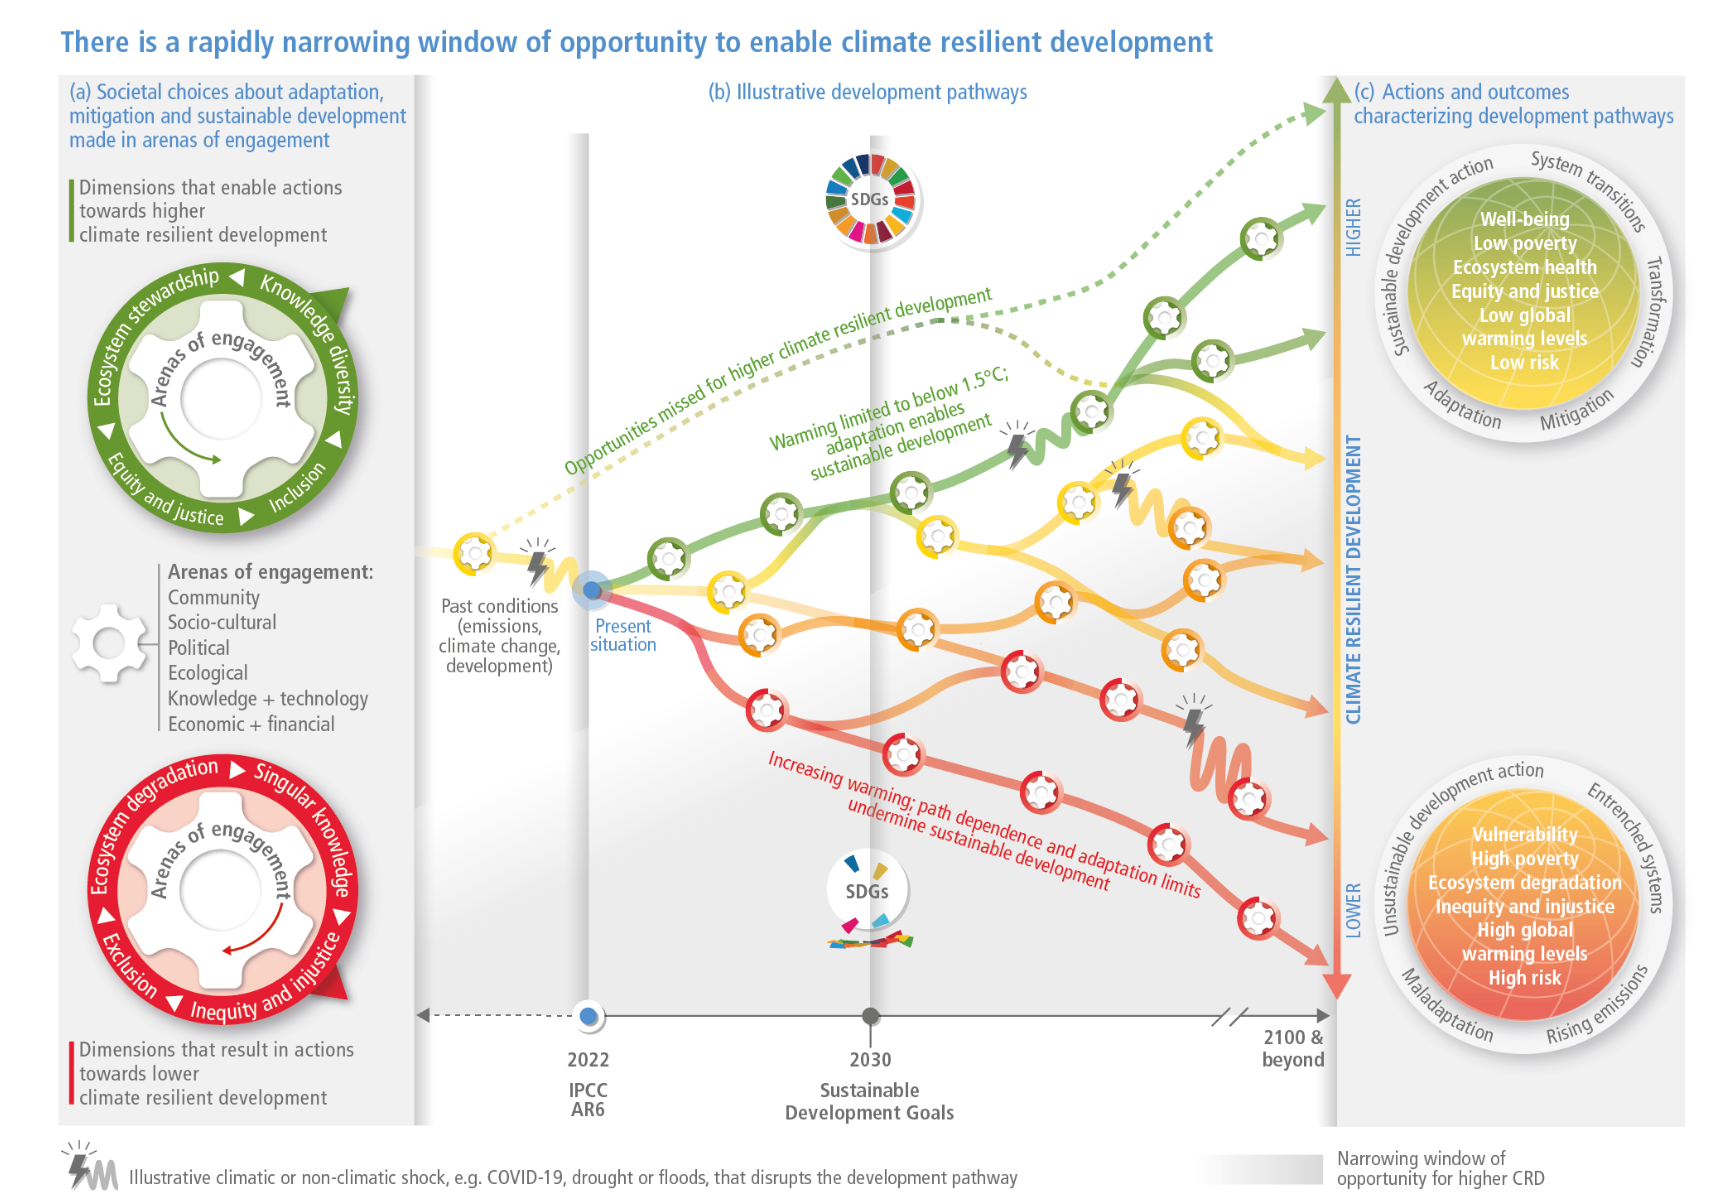 There is a rapidly narrowing window of opportunity to enable climate resilient development
(a) Societal choices about adaptation,
mitigation and sustainable development
made in arenas of engagement
Dimensions that enable actions
towards higher
climate resilient development
Ecosystem stewardship
Knowledge diversity
Equity and justice
Inclusion
Arenas of engagement
Arenas of engagement:
Community
Socio-cultural
Political
Ecological
Knowledge + technology
Economic + financial
Ecosystem degradation
Singular knowledge
Exclusion
Inequity and injustice
Arenas of engagement
Dimensions that result in actions
towards lower
climate resilient development
(b) Illustrative development pathways
SDGs
Opportunities missed for higher climate resilient development
Warming limited to below 1.5°C;
adaptation enables
sustainable development
Past conditions
(emissions,
climate change,
development)
Present
situation
Increasing warming; path dependence and adaptation limits
undermine sustainable development
SDGs
2022
IPCC
AR6
2030
Sustainable
Development Goals
2100 &
beyond
HIGHER
CLIMATE RESILIENT DEVELOPMENT
LOWER
(c) Actions and outcomes
characterizing development pathways
Sustainable development action
System transitions
Transformation
Mitigation
Adaptation
Well-being
Low poverty
Ecosystem health
Equity and justice
Low global
warming levels
Low risk
Unsustainable development action
Entrenched systems
Rising emissions
Maladaptation
Vulnerability
High poverty
Ecosystem degradation
Inequity and injustice
High global
warming levels
High risk
Illustrative climatic or non-climatic shock, e.g. COVID-19, drought or floods, that disrupts the development pathway
Narrowing window of
opportunity for higher CRD